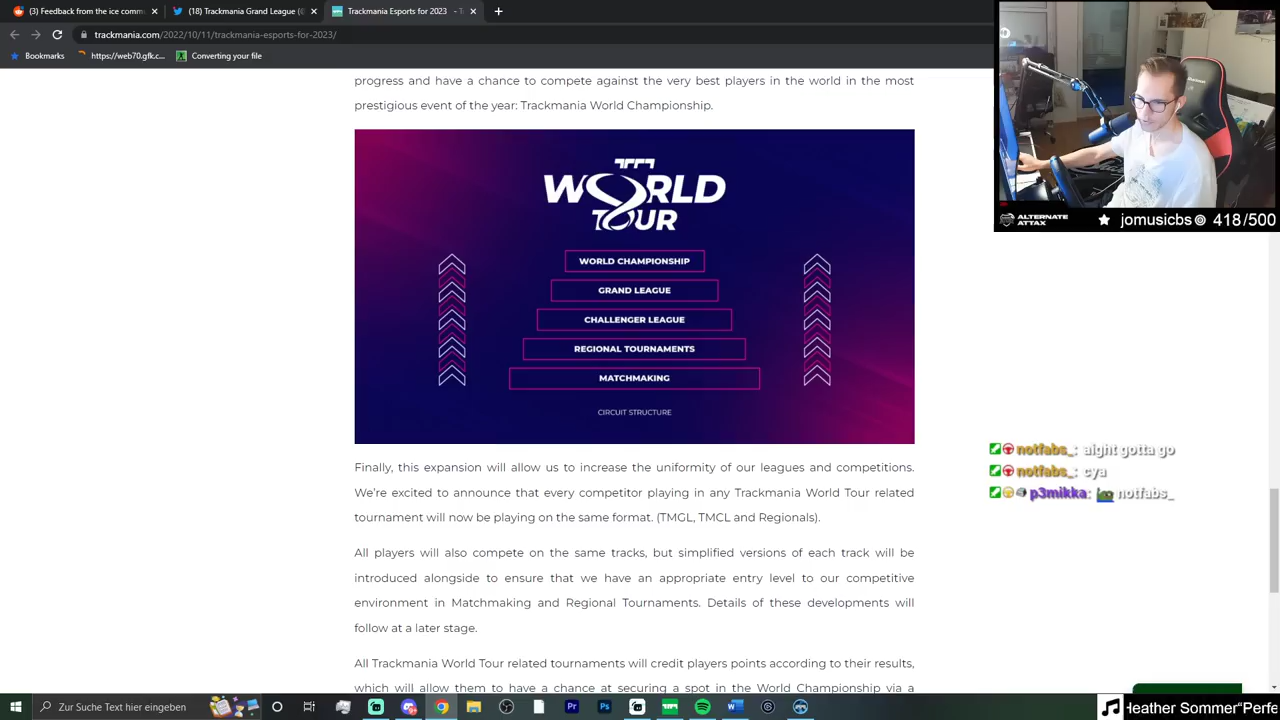 (3) Feedback from the ice comm
(18) Trackmania Grand League
Trackmania Esports for 2023 - T
trackmania.com/2022/10/11/trackmania-esports-for-2023/
Bookmarks
https://web70.gfk.c...
Converting your file
progress and have a chance to compete against the very best players in the world in the most
prestigious event of the year: Trackmania World Championship.
WORLD
TOUR
WORLD CHAMPIONSHIP
GRAND LEAGUE
CHALLENGER LEAGUE
REGIONAL TOURNAMENTS
MATCHMAKING
CIRCUIT STRUCTURE
Finally, this expansion will allow us to increase the uniformity of our leagues and competitions.
We're excited to announce that every competitor playing in any Trackmania World Tour related
tournament will now be playing on the same format. (TMGL, TMCL and Regionals).
All players will also compete on the same tracks, but simplified versions of each track will be
introduced alongside to ensure that we have an appropriate entry level to our competitive
environment in Matchmaking and Regional Tournaments. Details of these developments will
follow at a later stage.
All Trackmania World Tour related tournaments will credit players points according to their results,
which will allow them to have a chance at securing a spot in the World Championship via a
ALTERNATE
ATTAX
jomusicbs
418/500
notfabs_: aight gotta go
notfabs_: cya
p3mikka: notfabs_
Zur Suche Text hier eingeben
Heather Sommer“Perfe